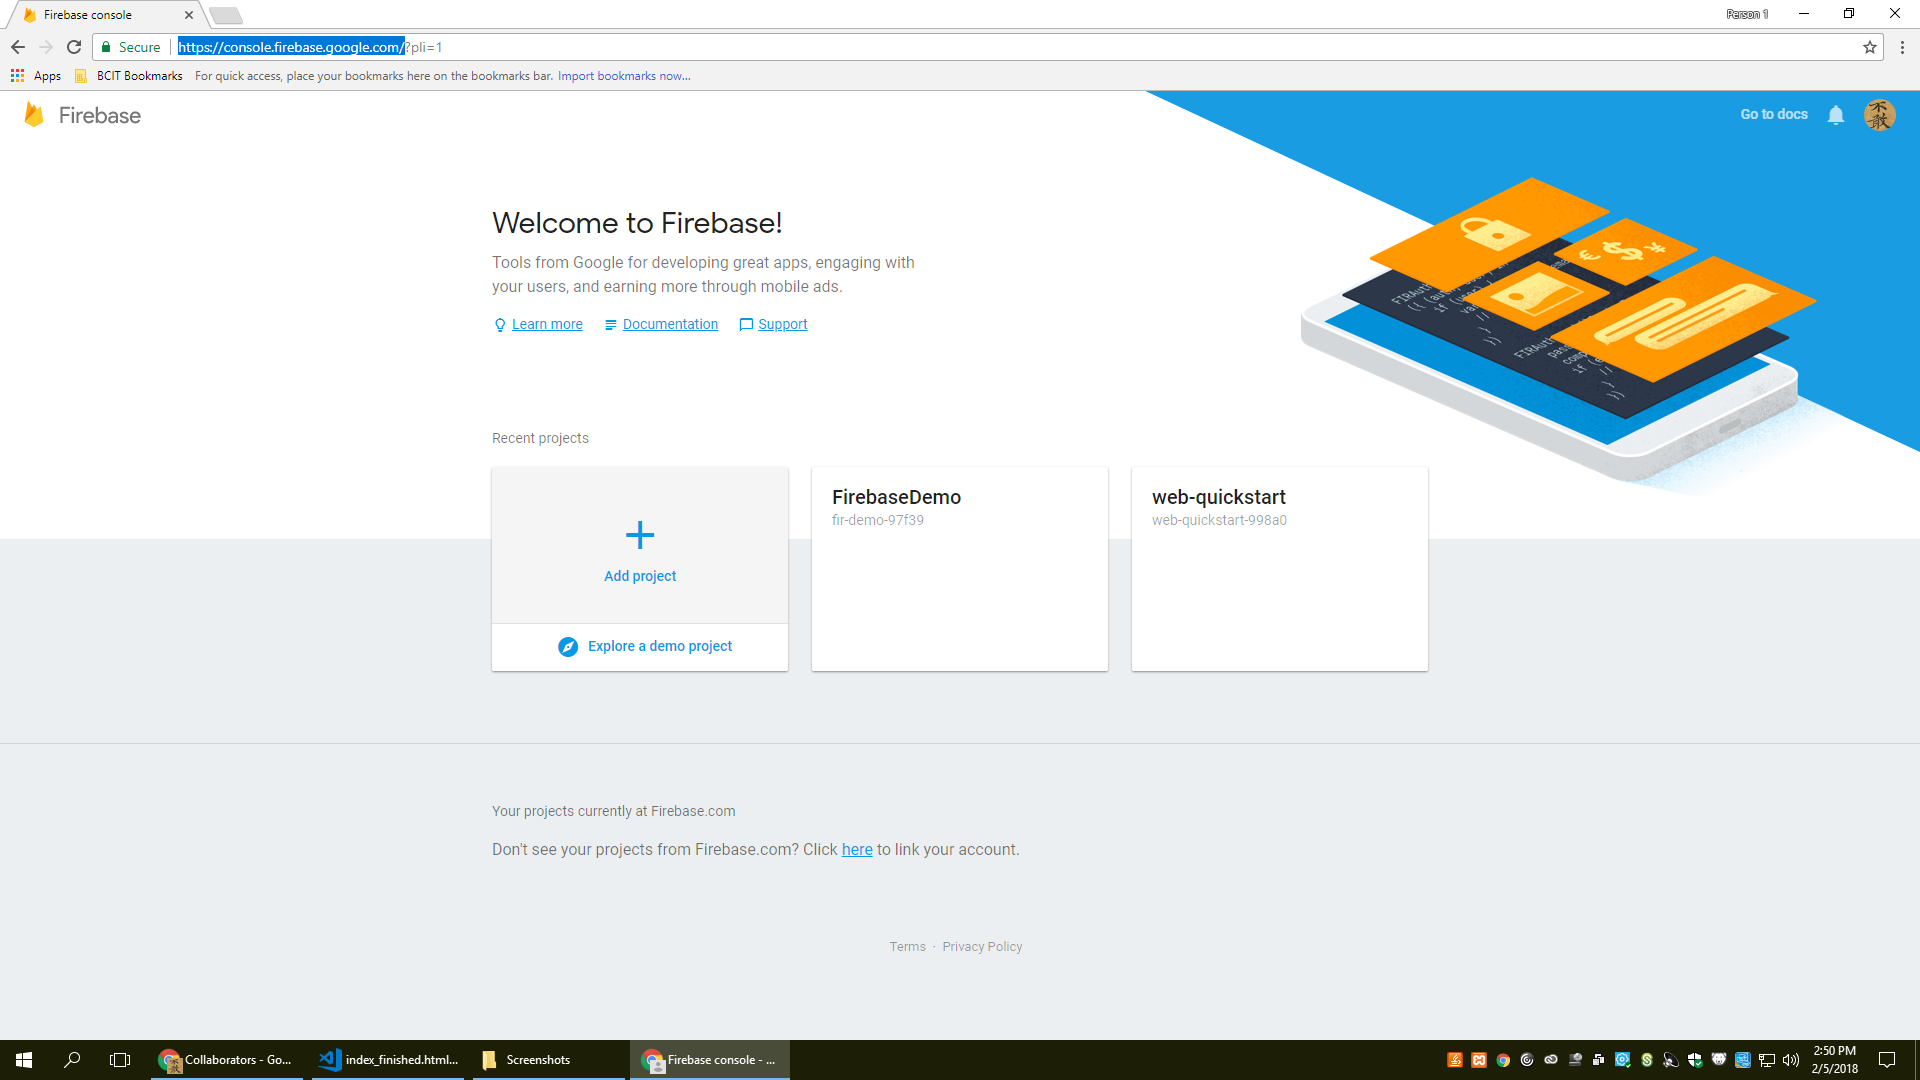 Firebase console
Person 1
Secure
https://console.firebase.google.com/?pli=1
Apps
BCIT Bookmarks
For quick access, place your bookmarks here on the bookmarks bar. Import bookmarks now...
Firebase
Go to docs
不敢
Welcome to Firebase!
Tools from Google for developing great apps, engaging with
your users, and earning more through mobile ads.
Learn more
Documentation
Support
Recent projects
Add project
Explore a demo project
FirebaseDemo
fir-demo-97f39
web-quickstart
web-quickstart-998a0
Your projects currently at Firebase.com
Don't see your projects from Firebase.com? Click here to link your account.
Terms · Privacy Policy
Collaborators - Go...
index_finished.html...
Screenshots
Firebase console - ...
2:50 PM
2/5/2018